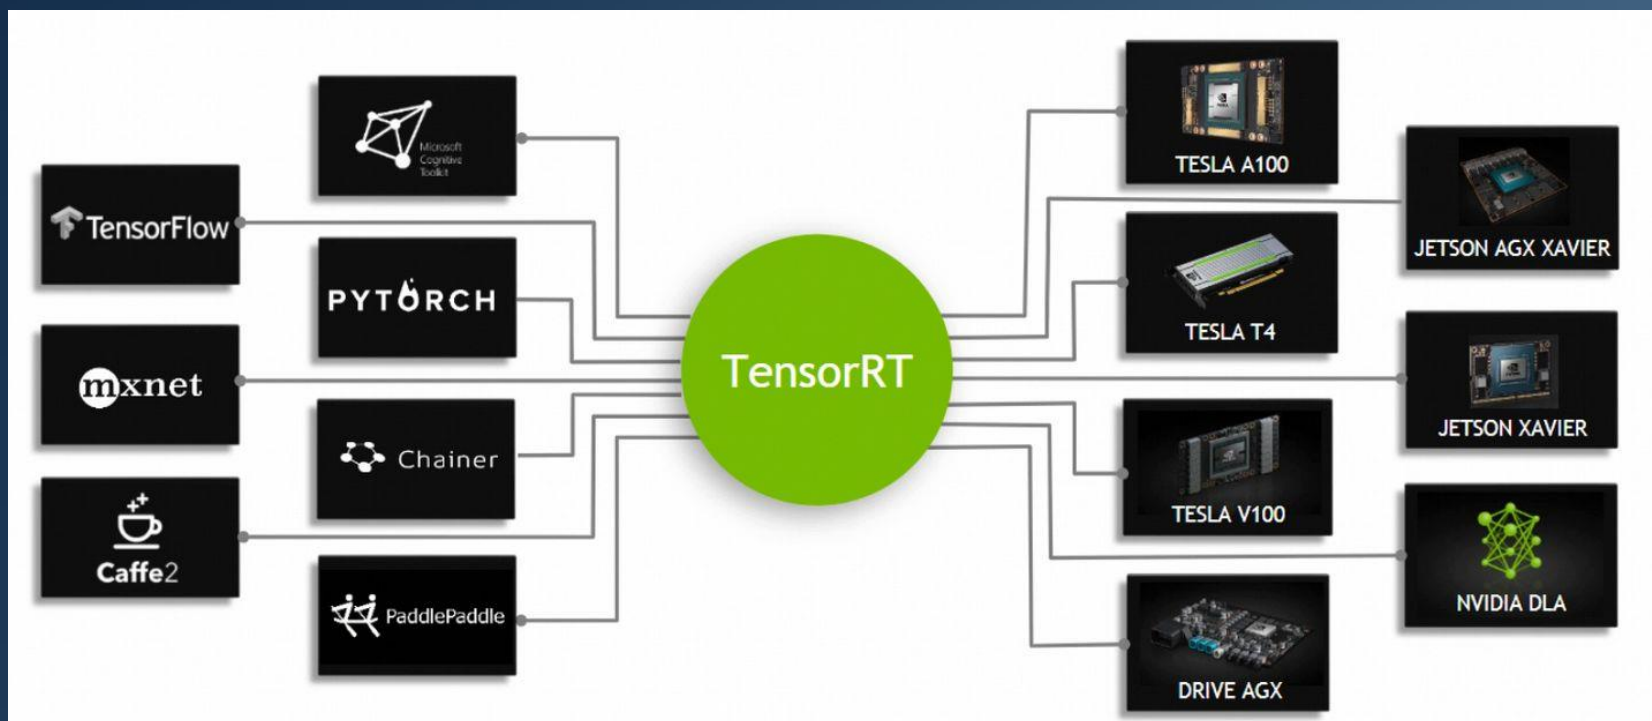 Microsoft
Cognitive
Toolkit
TensorFlow
PYTORCH
mxnet
Chainer
Caffe2
PaddlePaddle
TensorRT
TESLA A100
JETSON AGX XAVIER
TESLA T4
JETSON XAVIER
TESLA V100
NVIDIA DLA
DRIVE AGX